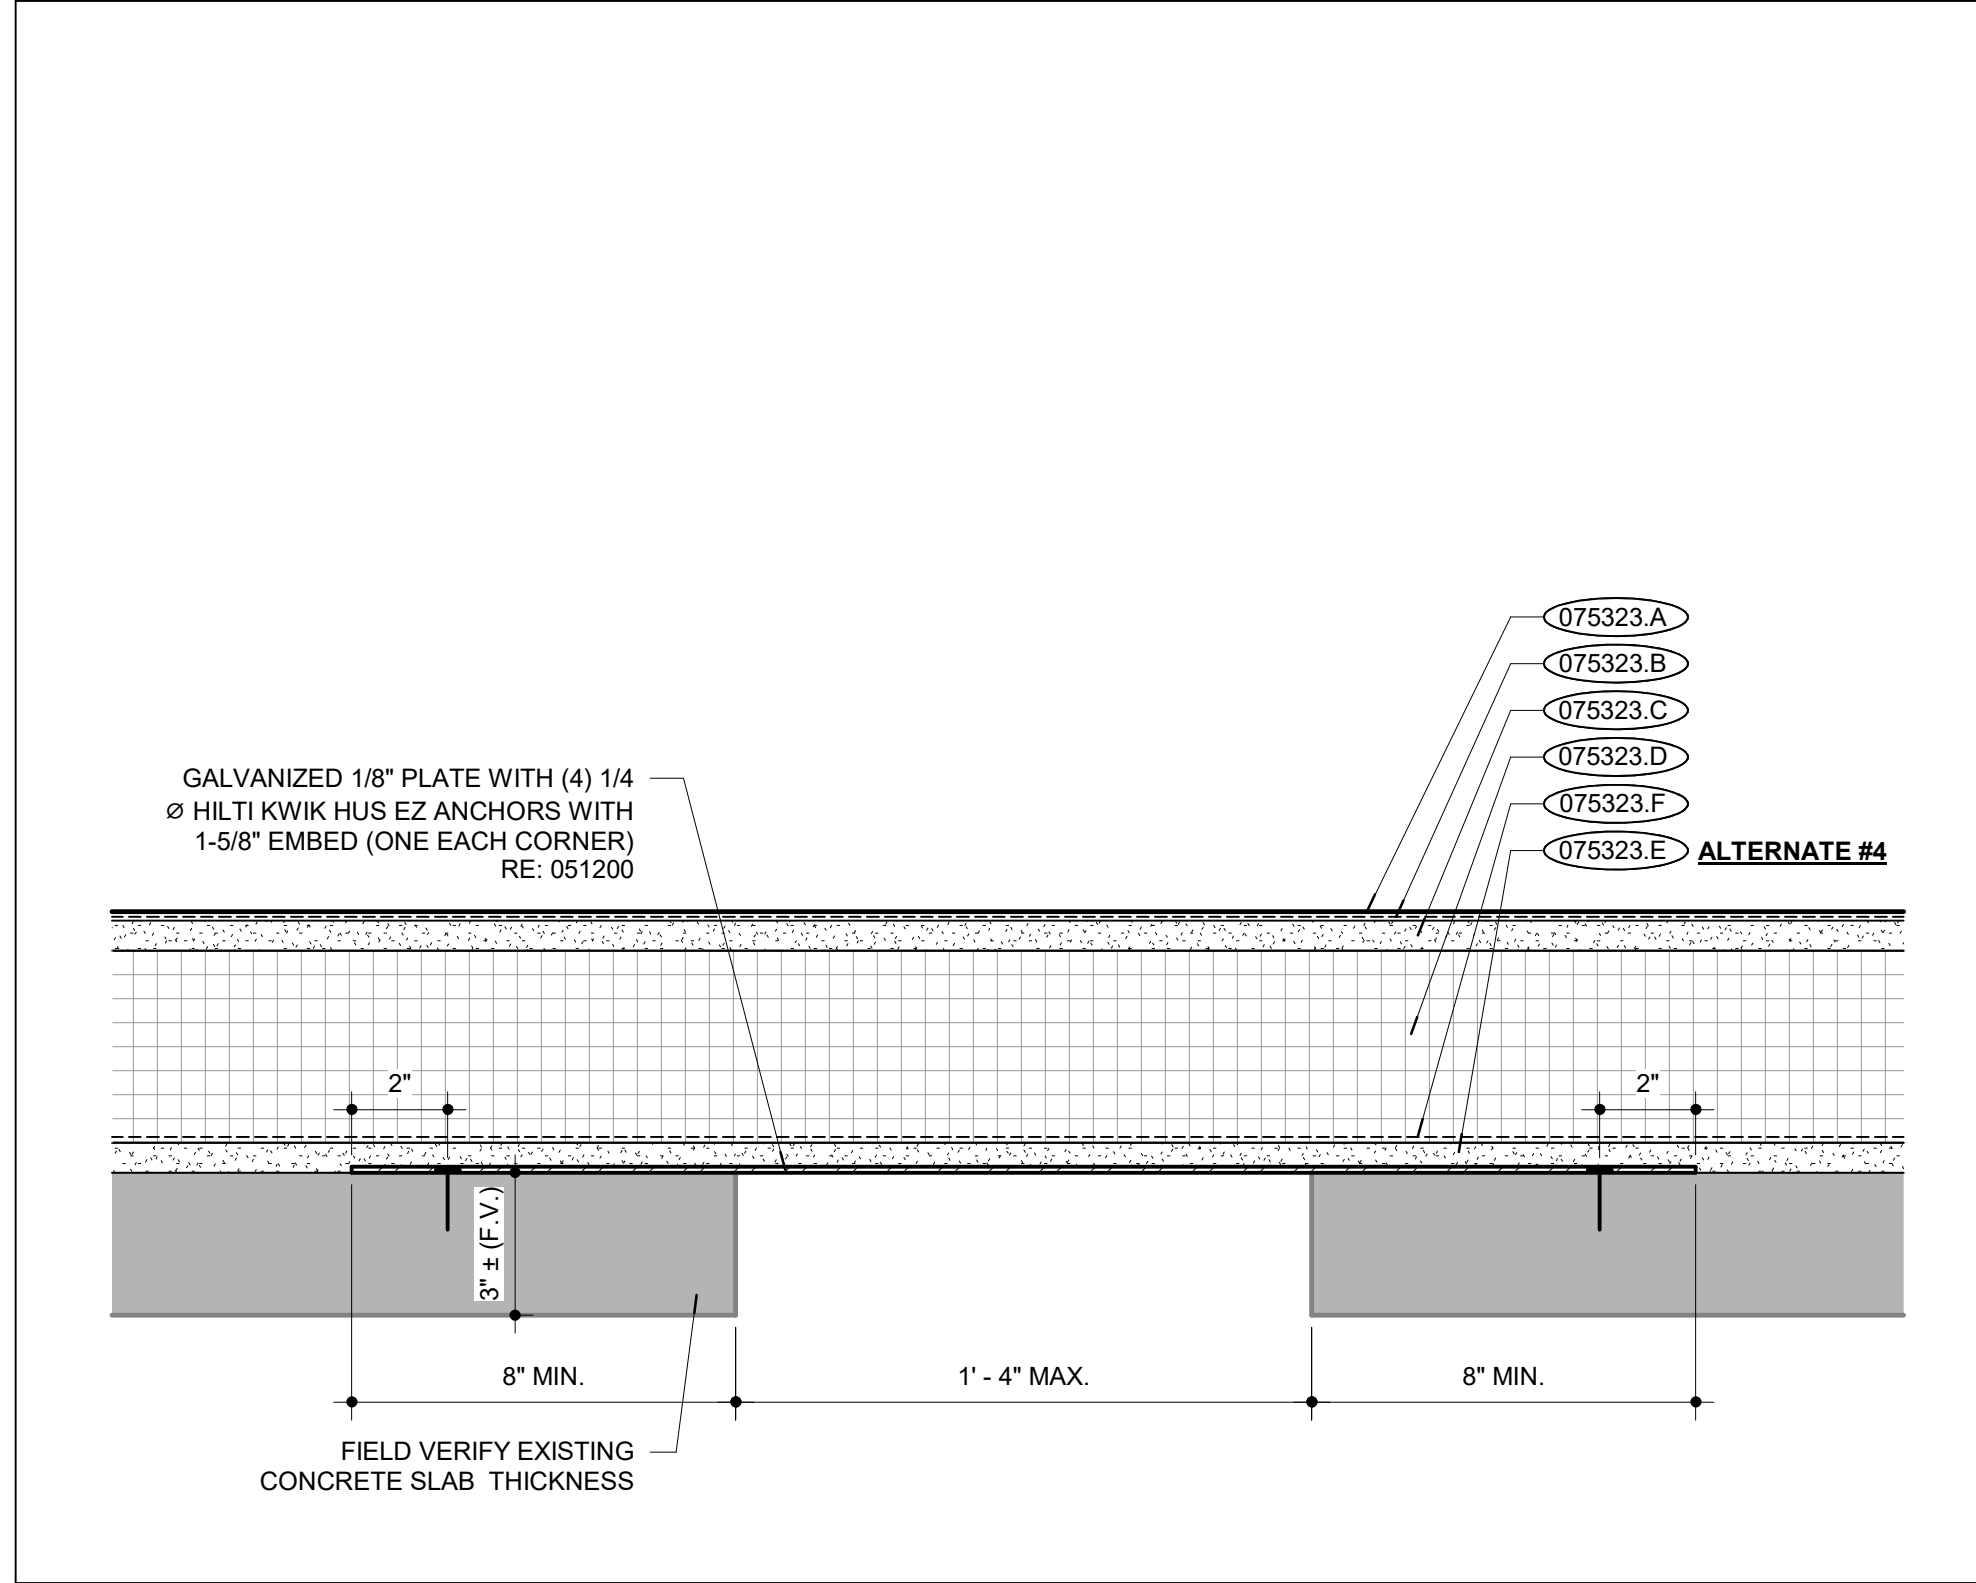 075323.A
075323.B
075323.C
075323.D
075323.F
075323.E ALTERNATE #4
GALVANIZED 1/8" PLATE WITH (4) 1/4
Ø HILTI KWIK HUS EZ ANCHORS WITH
1-5/8" EMBED (ONE EACH CORNER)
RE: 051200
2"
2"
3" ± (F.V.)
8" MIN.
1' - 4" MAX.
8" MIN.
FIELD VERIFY EXISTING
CONCRETE SLAB THICKNESS